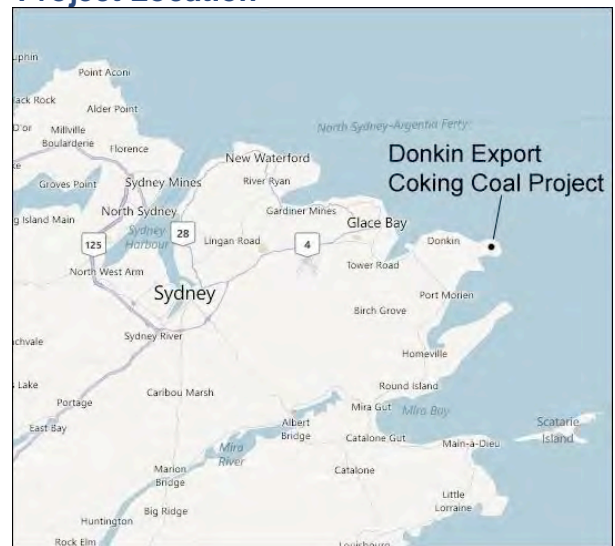 Project Location
Point Aconi
Alder Point
Millville
Boularderie
Florence
North Sydney-Argentia Ferry
New Waterford
Donkin Export
Coking Coal Project
Groves Point
Sydney Mines
River Ryan
North Sydney
Gardiner Mines
Glace Bay
Island Main
Sydney
Harbour
28
Lingan Road
4
Donkin
125
North West Arm
Tower Road
Sydney
Port Morien
Birch Grove
Sydney River
Homeville
Lake
Caribou Marsh
Round Island
Portage
Mira Gut
Mira Bay
East Bay
Albert
Bridge
Catalone Gut
Main-à-Dieu
Scatarie
Island
Mira
River
Marion
Bridge
Catalone
Little
Lorraine
Big Ridge
Huntington
Rock Elm
Louisbourg